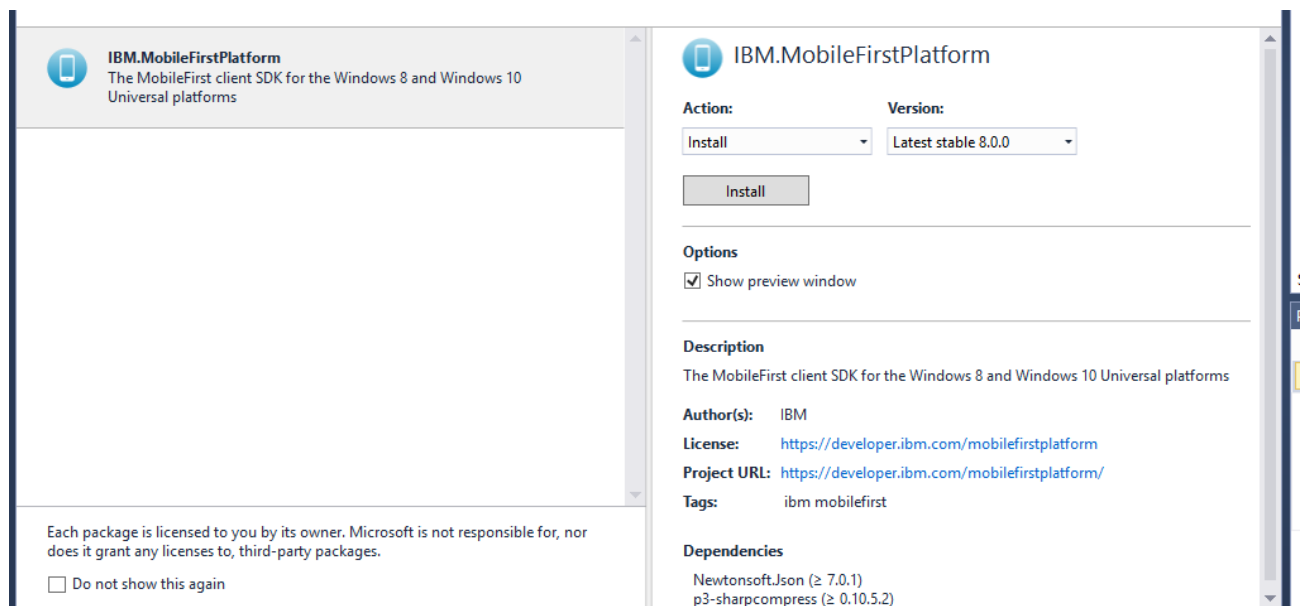 IBM.MobileFirstPlatform
The MobileFirst client SDK for the Windows 8 and Windows 10
Universal platforms
Each package is licensed to you by its owner. Microsoft is not responsible for, nor
does it grant any licenses to, third-party packages.
Do not show this again
IBM.MobileFirstPlatform
Action: Version:
Install Latest stable 8.0.0
Install
Options
Show preview window
Description
The MobileFirst client SDK for the Windows 8 and Windows 10 Universal platforms
Author(s): IBM
License: https://developer.ibm.com/mobilefirstplatform
Project URL: https://developer.ibm.com/mobilefirstplatform/
Tags: ibm mobilefirst
Dependencies
Newtonsoft.Json (≥ 7.0.1)
p3-sharpcompress (≥ 0.10.5.2)